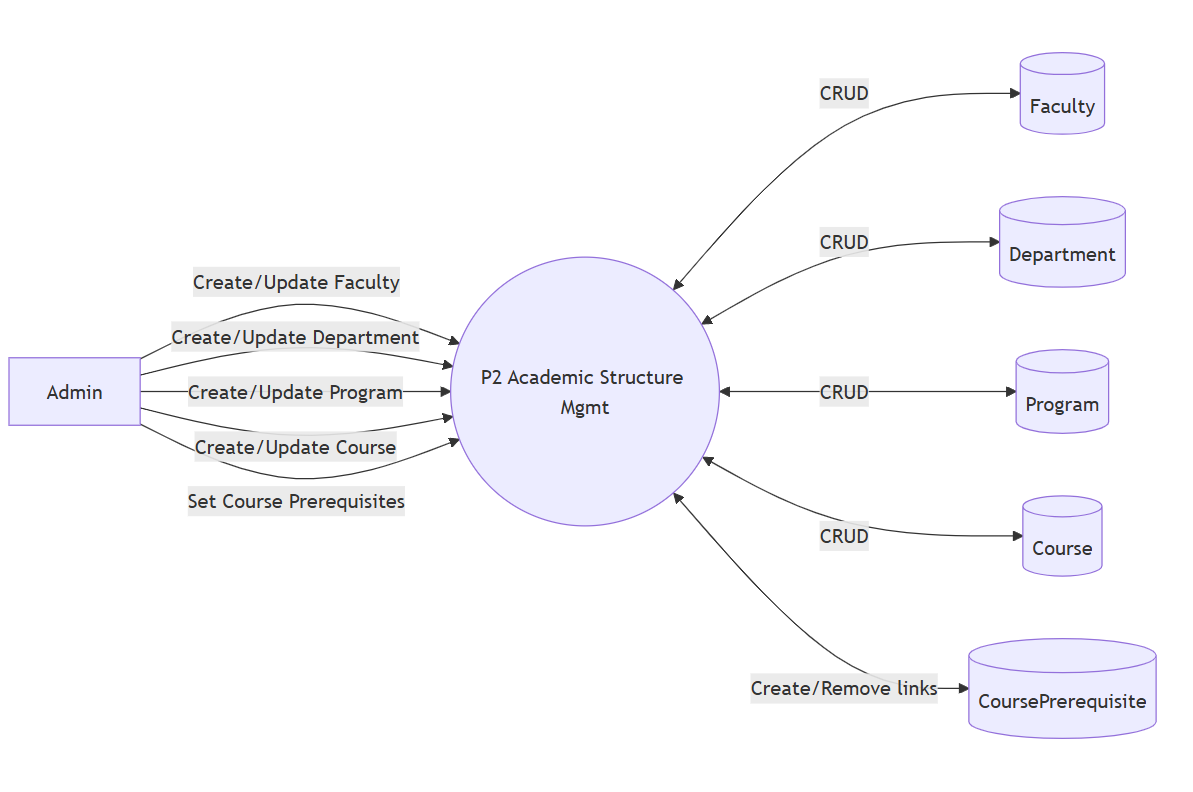 CRUD
Faculty
CRUD
Department
Create/Update Faculty
Create/Update Department
Admin
Create/Update Program
P2 Academic Structure
Mgmt
CRUD
Program
Create/Update Course
Set Course Prerequisites
CRUD
Course
Create/Remove links
CoursePrerequisite